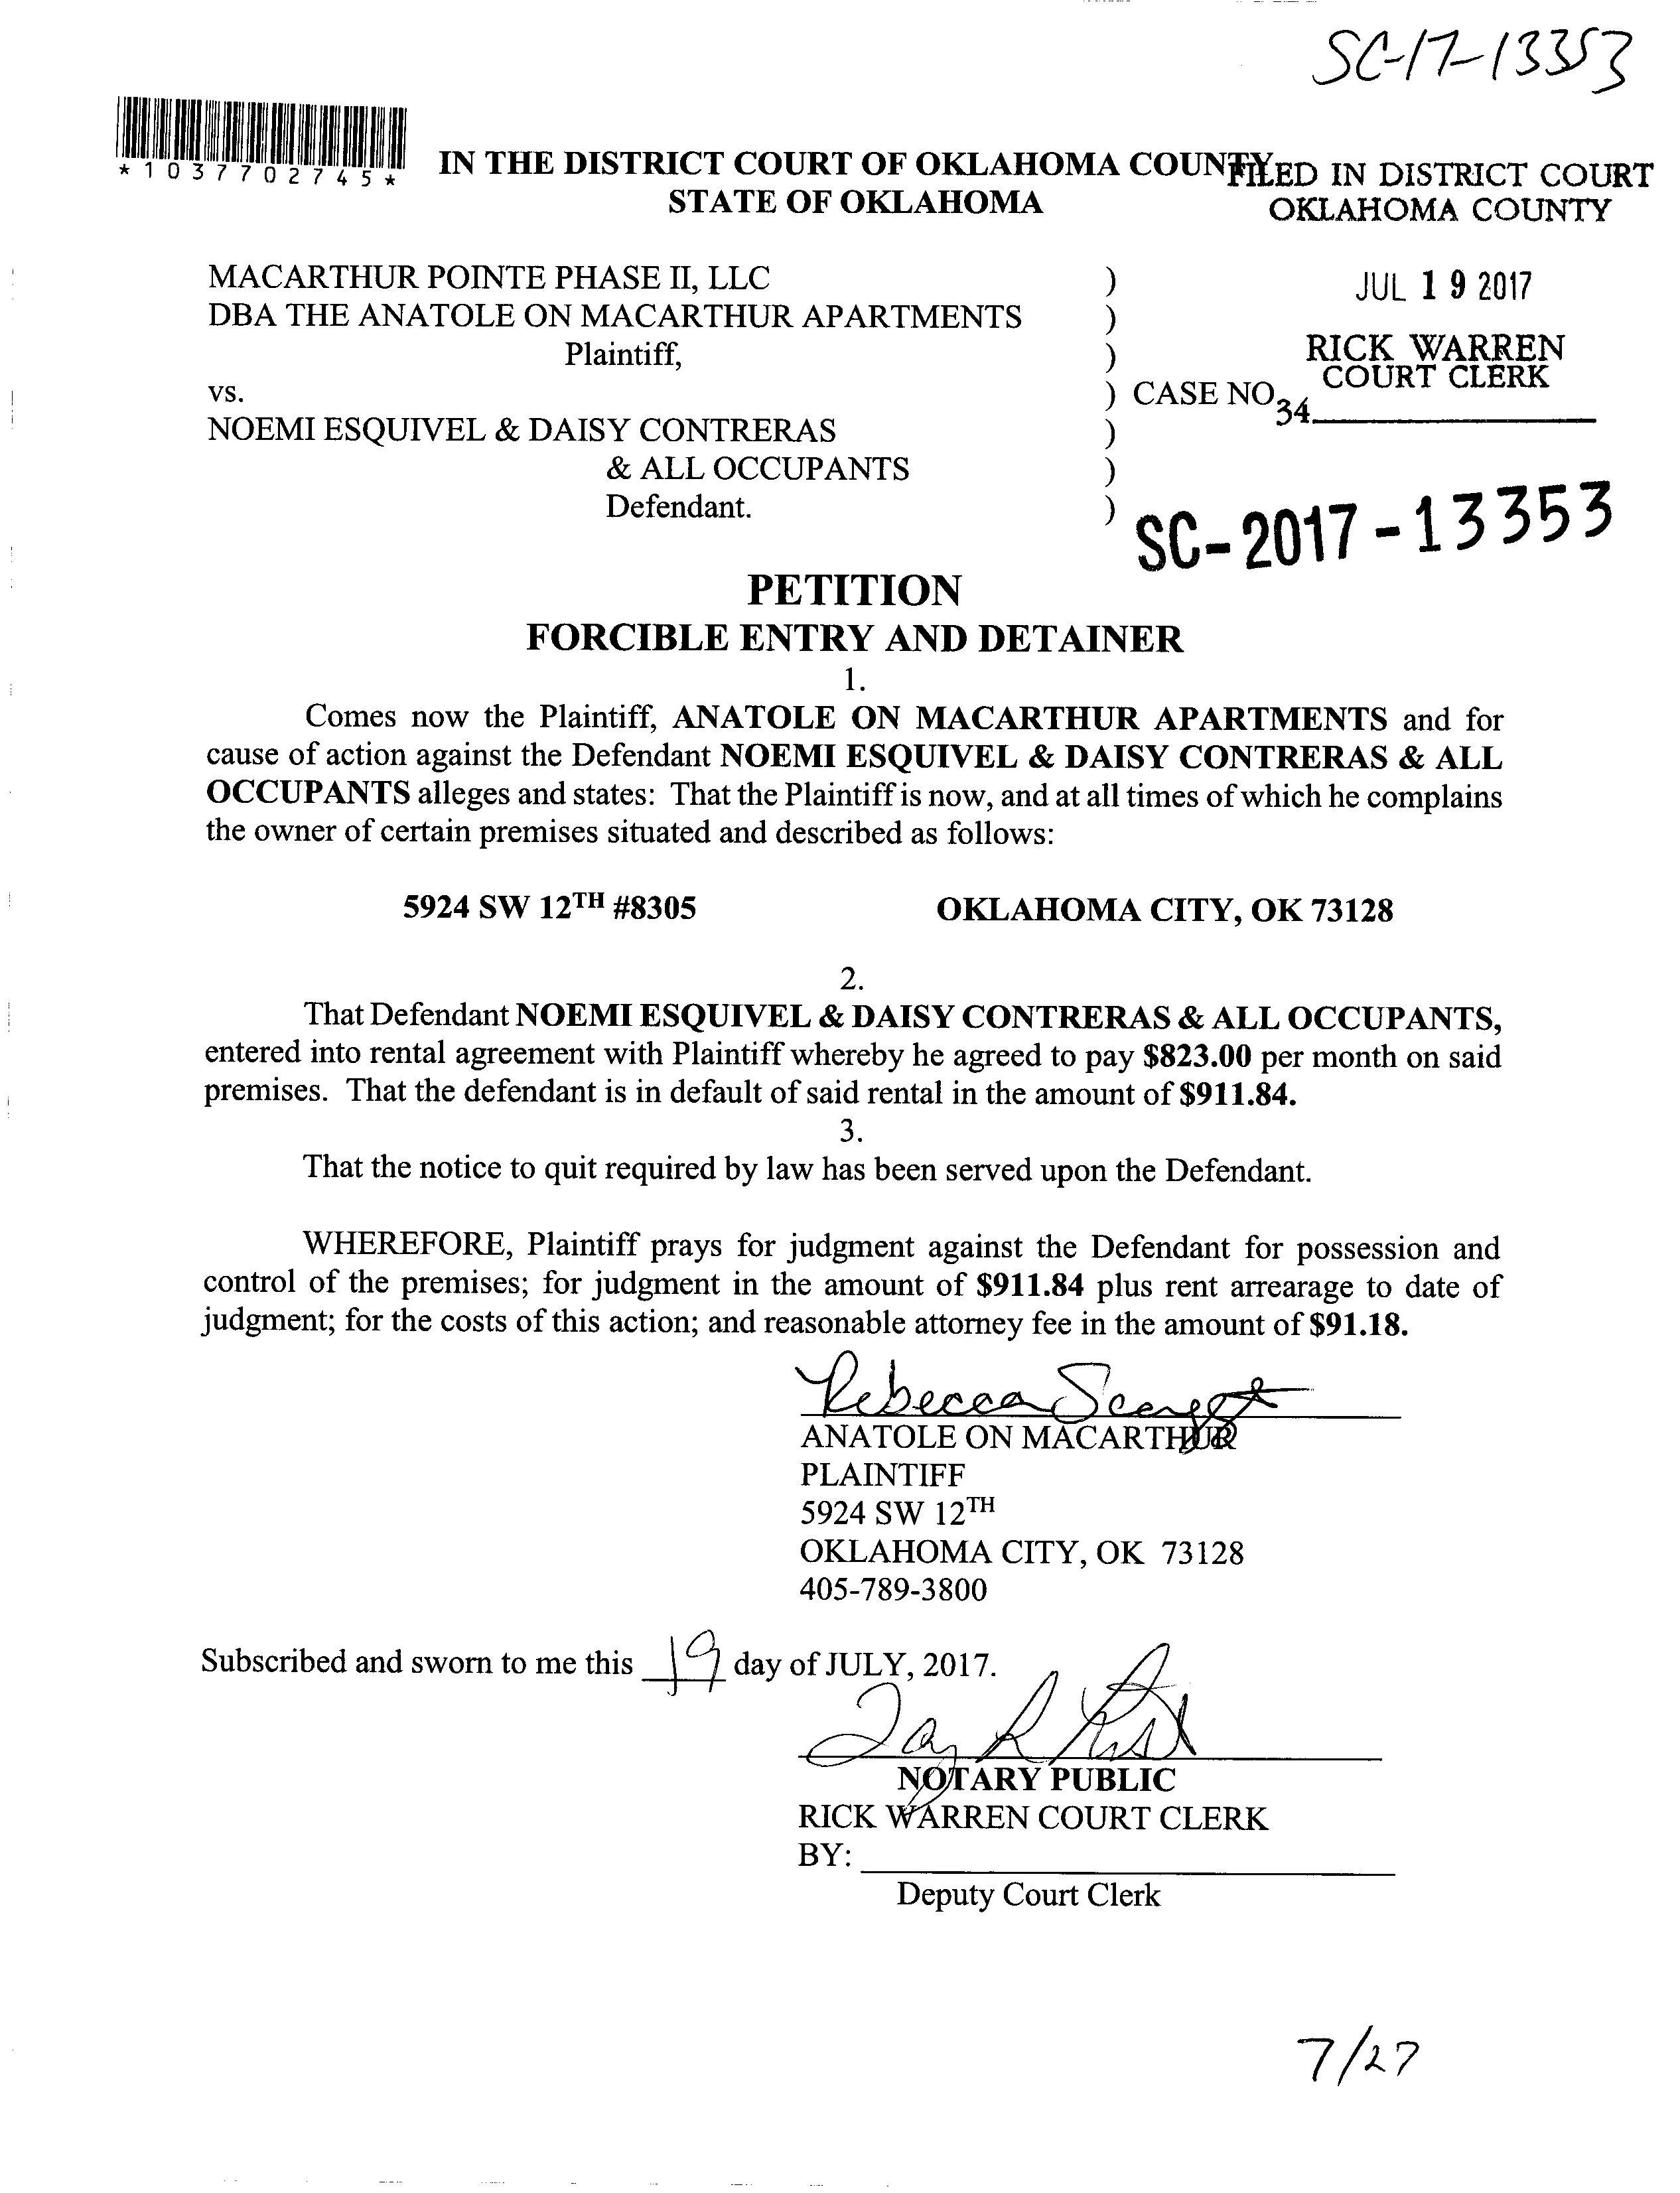 SC-17-13353
*1037702745*
IN THE DISTRICT COURT OF OKLAHOMA COUNTY
STATE OF OKLAHOMA
FILED IN DISTRICT COURT
OKLAHOMA COUNTY
JUL 19 2017
RICK WARREN
COURT CLERK
34
MACARTHUR POINTE PHASE II, LLC )
DBA THE ANATOLE ON MACARTHUR APARTMENTS )
Plaintiff, )
vs. ) CASE NO.
NOEMI ESQUIVEL & DAISY CONTRERAS )
& ALL OCCUPANTS )
Defendant. )
SC-2017-13353
PETITION
FORCIBLE ENTRY AND DETAINER
1.
Comes now the Plaintiff, ANATOLE ON MACARTHUR APARTMENTS and for
cause of action against the Defendant NOEMI ESQUIVEL & DAISY CONTRERAS & ALL
OCCUPANTS alleges and states: That the Plaintiff is now, and at all times of which he complains
the owner of certain premises situated and described as follows:
5924 SW 12TH #8305 OKLAHOMA CITY, OK 73128
2.
That Defendant NOEMI ESQUIVEL & DAISY CONTRERAS & ALL OCCUPANTS,
entered into rental agreement with Plaintiff whereby he agreed to pay $823.00 per month on said
premises. That the defendant is in default of said rental in the amount of $911.84.
3.
That the notice to quit required by law has been served upon the Defendant.
WHEREFORE, Plaintiff prays for judgment against the Defendant for possession and
control of the premises; for judgment in the amount of $911.84 plus rent arrearage to date of
judgment; for the costs of this action; and reasonable attorney fee in the amount of $91.18.
Rebecca
ANATOLE ON MACARTHUR
PLAINTIFF
5924 SW 12TH
OKLAHOMA CITY, OK 73128
405-789-3800
Subscribed and sworn to me this 19 day of JULY, 2017.
NOTARY PUBLIC
RICK WARREN COURT CLERK
BY:
Deputy Court Clerk
7/27